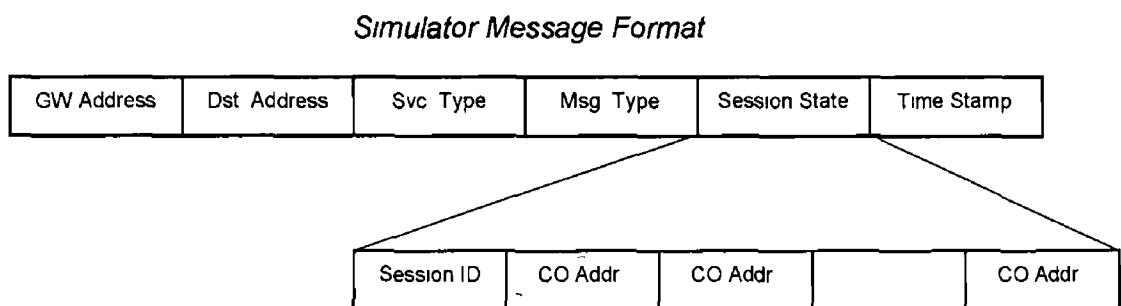 Simulator Message Format
GW Address Dst Address Svc Type Msg Type Session State Time Stamp
Session ID CO Addr CO Addr CO Addr